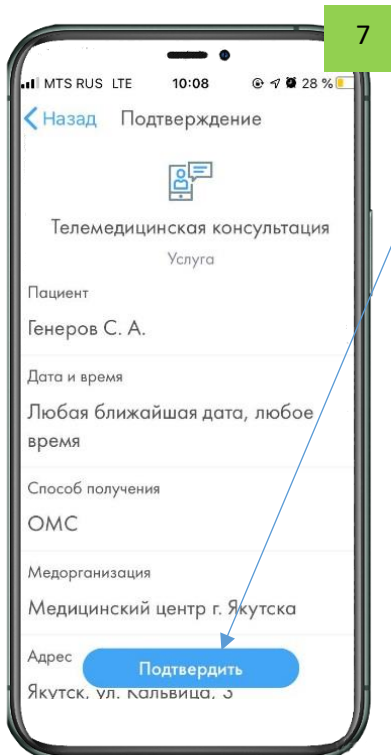 7
MTS RUS LTE 10:08 28 %
Назад Подтверждение
Телемедицинская консультация
Услуга
Пациент
Генеров С. А.
Дата и время
Любая ближайшая дата, любое
время
Способ получения
ОМС
Медорганизация
Медицинский центр г. Якутска
Адрес
Подтвердить
Якутск, ул. Кальвица, 3